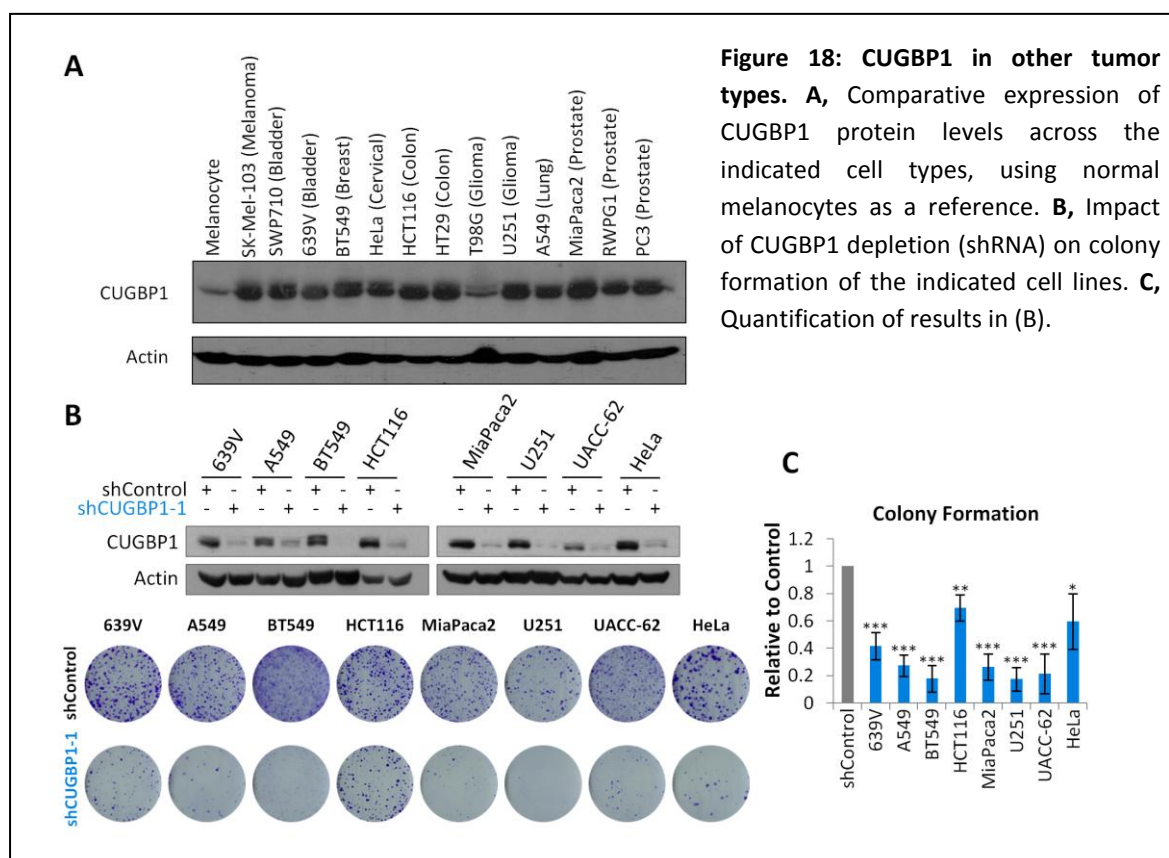 A
Melanocyte
SK-Mel-103 (Melanoma)
SWP710 (Bladder)
639V (Bladder)
BT549 (Breast)
HeLa (Cervical)
HCT116 (Colon)
HT29 (Colon)
T98G (Glioma)
U251 (Glioma)
A549 (Lung)
MiaPaca2 (Prostate)
RWPG1 (Prostate)
PC3 (Prostate)
CUGBP1
Actin
Figure 18: CUGBP1 in other tumor
types. A, Comparative expression of
CUGBP1 protein levels across the
indicated cell types, using normal
melanocytes as a reference. B, Impact
of CUGBP1 depletion (shRNA) on colony
formation of the indicated cell lines. C,
Quantification of results in (B).
B
639V A549 BT549 HCT116 MiaPaca2 U251 UACC-62 HeLa
shControl + - + - + - + - + - + - + - + -
shCUGBP1-1 - + - + - + - + - + - + - + - +
CUGBP1
Actin
639V A549 BT549 HCT116 MiaPaca2 U251 UACC-62 HeLa
shControl
shCUGBP1-1
C
Colony Formation
Relative to Control
1.2
1
0.8
0.6
0.4
0.2
0
*** *** *** ** *** *** *** *
shControl
639V
A549
BT549
HCT116
MiaPaca2
U251
UACC-62
HeLa